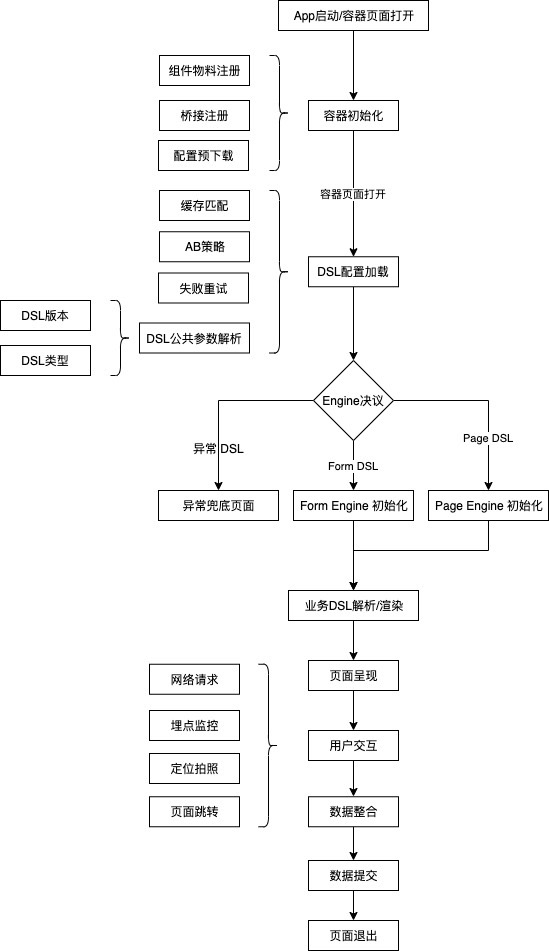 App启动/容器页面打开
组件物料注册
桥接注册
容器初始化
配置预下载
容器页面打开
缓存匹配
AB策略
DSL配置加载
失败重试
DSL版本
DSL公共参数解析
DSL类型
Engine决议
异常 DSL
Form DSL
Page DSL
异常兜底页面
Form Engine 初始化
Page Engine 初始化
业务DSL解析/渲染
网络请求
页面呈现
埋点监控
用户交互
定位拍照
页面跳转
数据整合
数据提交
页面退出